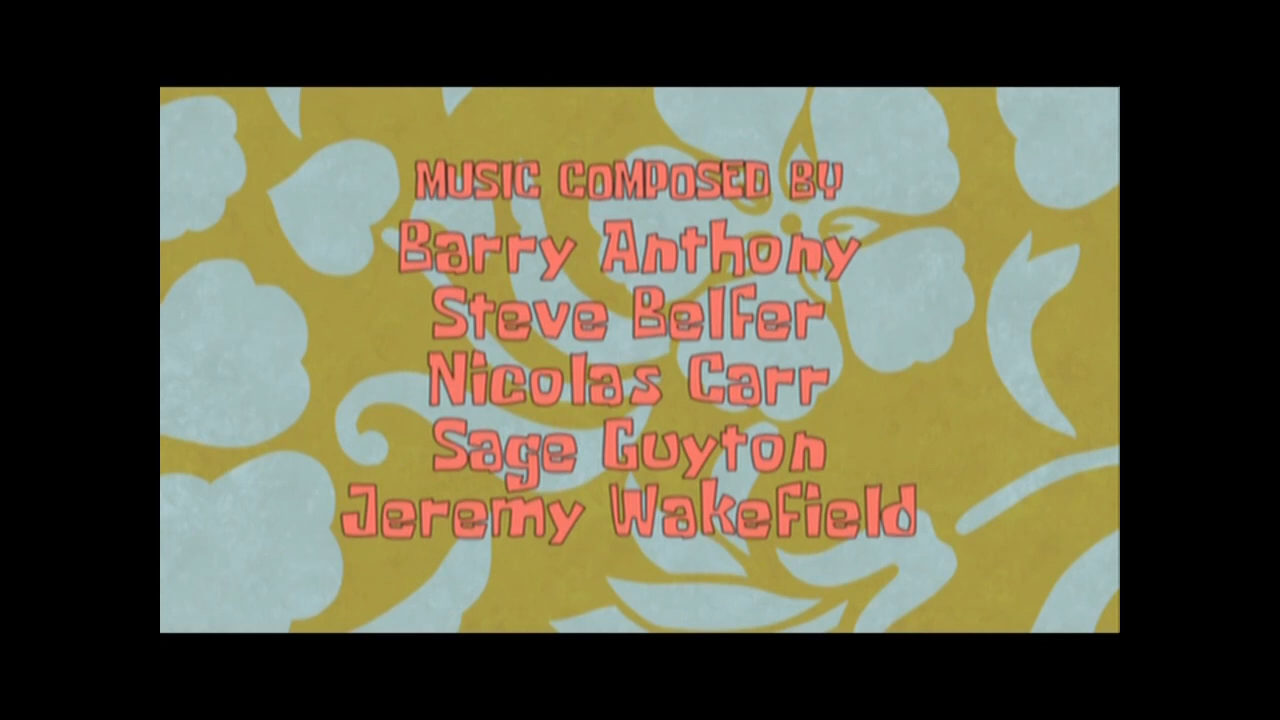 MUSIC COMPOSED BY
Barry Anthony
Steve Belfer
Nicolas Carr
Sage Guyton
Jeremy Wakefield